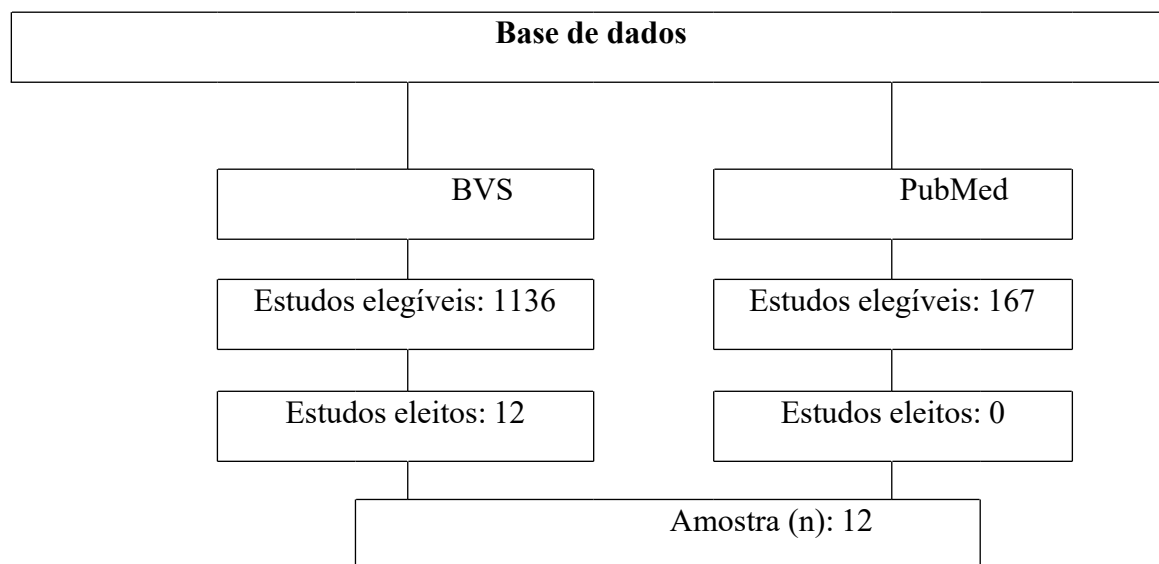 Base de dados
BVS
PubMed
Estudos elegíveis: 1136
Estudos elegíveis: 167
Estudos eleitos: 12
Estudos eleitos: 0
Amostra (n): 12